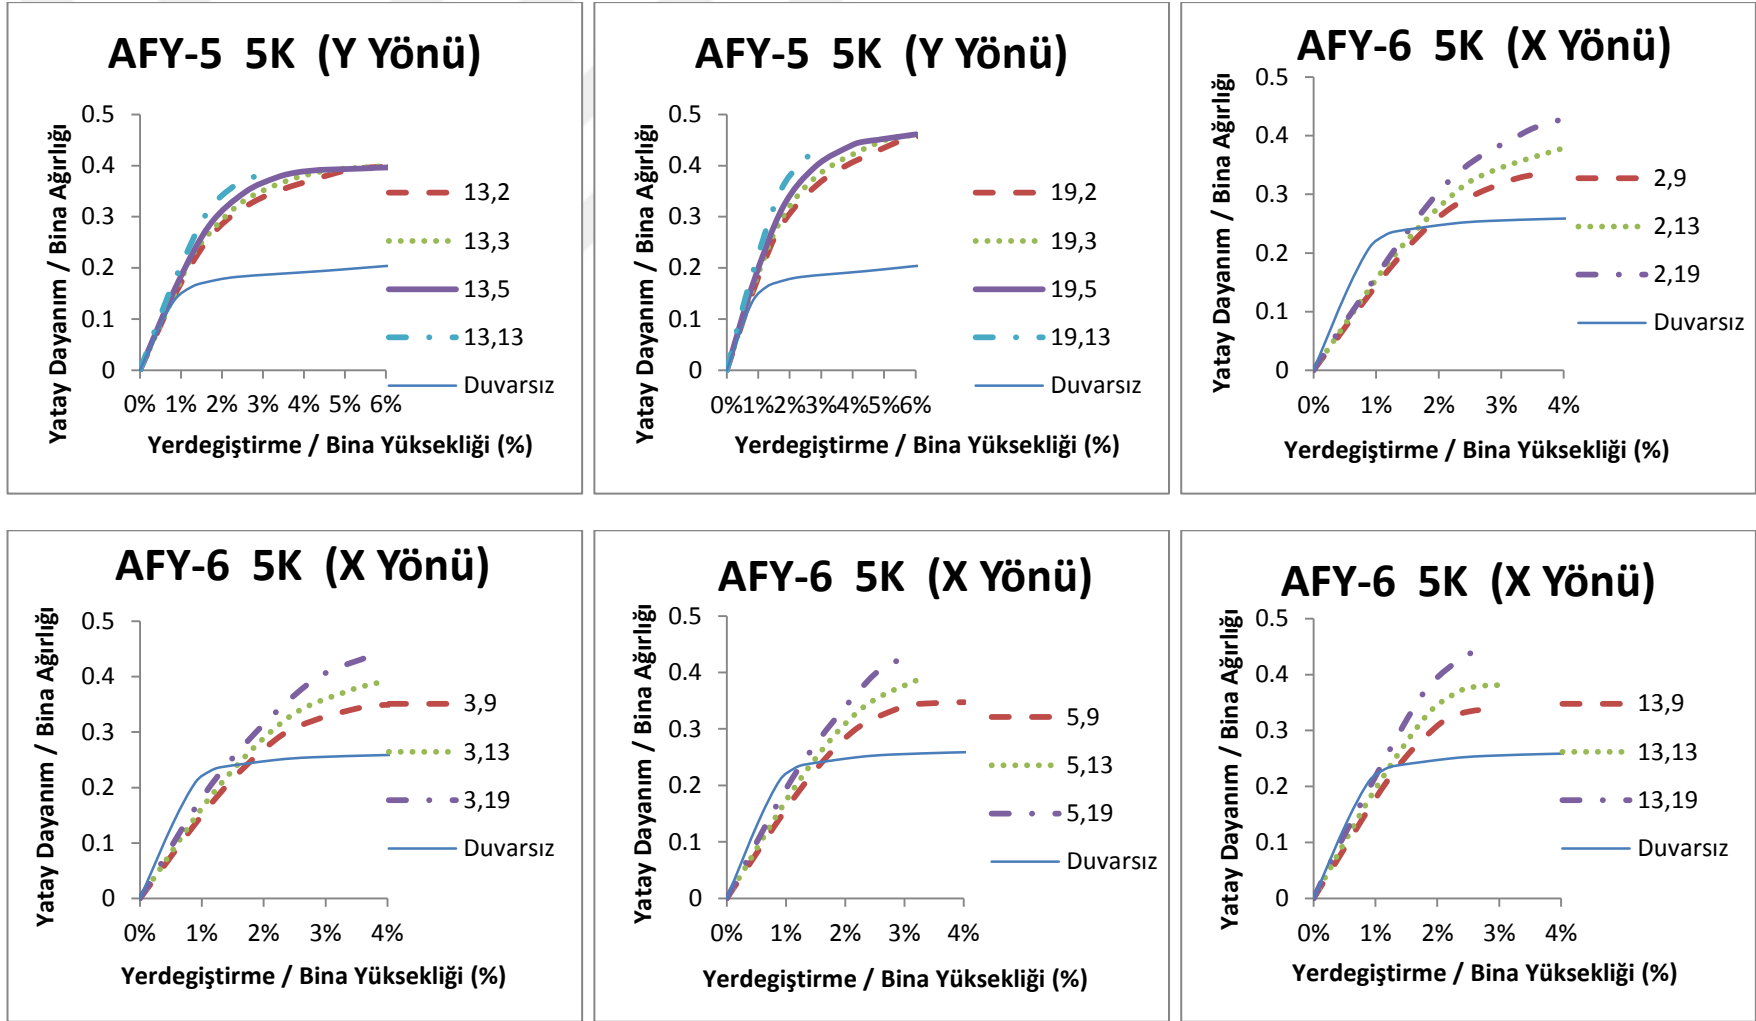 AFY-5 5K (Y Yönü)
Yatay Dayanım / Bina Ağırlığı
0.5
0.4
0.3
0.2
0.1
0
0% 1% 2% 3% 4% 5% 6%
Yerdegiştirme / Bina Yüksekliği (%)
13,2
13,3
13,5
13,13
Duvarsız
AFY-5 5K (Y Yönü)
Yatay Dayanım / Bina Ağırlığı
0.5
0.4
0.3
0.2
0.1
0
0% 1% 2% 3% 4% 5% 6%
Yerdegiştirme / Bina Yüksekliği (%)
19,2
19,3
19,5
19,13
Duvarsız
AFY-6 5K (X Yönü)
Yatay Dayanım / Bina Ağırlığı
0.5
0.4
0.3
0.2
0.1
0
0% 1% 2% 3% 4%
Yerdegiştirme / Bina Yüksekliği (%)
2,9
2,13
2,19
Duvarsız
AFY-6 5K (X Yönü)
Yatay Dayanım / Bina Ağırlığı
0.5
0.4
0.3
0.2
0.1
0
0% 1% 2% 3% 4%
Yerdegiştirme / Bina Yüksekliği (%)
3,9
3,13
3,19
Duvarsız
AFY-6 5K (X Yönü)
Yatay Dayanım / Bina Ağırlığı
0.5
0.4
0.3
0.2
0.1
0
0% 1% 2% 3% 4%
Yerdegiştirme / Bina Yüksekliği (%)
5,9
5,13
5,19
Duvarsız
AFY-6 5K (X Yönü)
Yatay Dayanım / Bina Ağırlığı
0.5
0.4
0.3
0.2
0.1
0
0% 1% 2% 3% 4%
Yerdegiştirme / Bina Yüksekliği (%)
13,9
13,13
13,19
Duvarsız